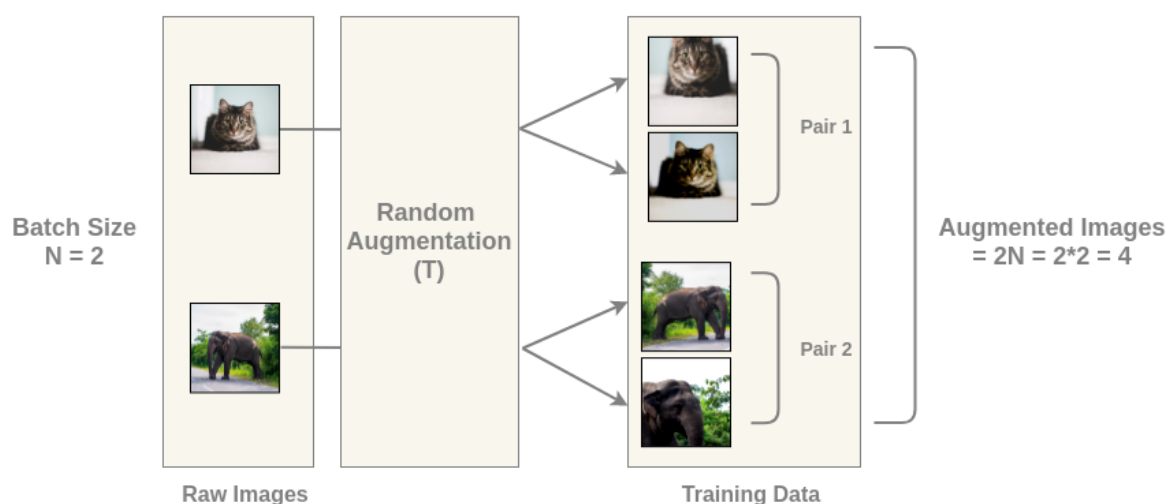 Batch Size
N = 2
Random
Augmentation
(T)
Pair 1
Pair 2
Augmented Images
= 2N = 2*2 = 4
Raw Images
Training Data